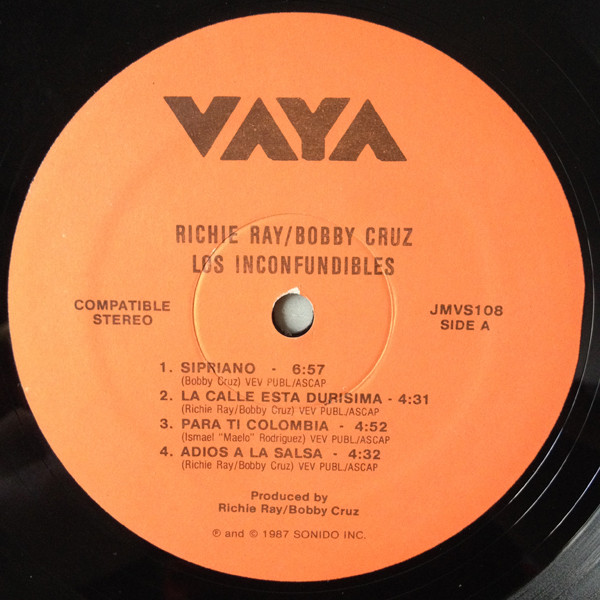 VAYA
RICHIE RAY/BOBBY CRUZ
LOS INCONFUNDIBLES
COMPATIBLE
STEREO
JMVS108
SIDE A
1. SIPRIANO - 6:57
(Bobby Cruz) VEV PUBL/ASCAP
2. LA CALLE ESTA DURISIMA - 4:31
(Richie Ray/Bobby Cruz) VEV PUBL./ASCAP
3. PARA TI COLOMBIA - 4:52
(Ismael "Maelo" Rodriguez) VEV PUBL./ASCAP
4. ADIOS A LA SALSA - 4:32
(Richie Ray/Bobby Cruz) VEV PUBL./ASCAP
Produced by
Richie Ray/Bobby Cruz
℗ and © 1987 SONIDO INC.